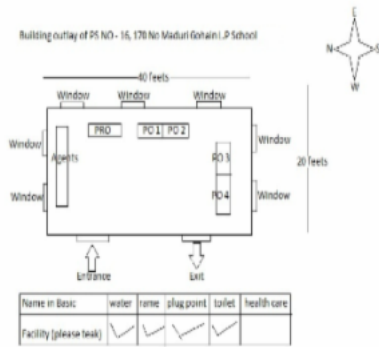 Building outlay of PS NO - 16, 170 No Maduri Gohain L.P School
E
N
S
W
40 feets
Window Window Window
Window PRO PO 1 PO 2 Window
Agents PO 3
20 feets
Window PO 4 Window
Entrance Exit
Name in Basic water rame plug point toilet health care
Facility (please teak)